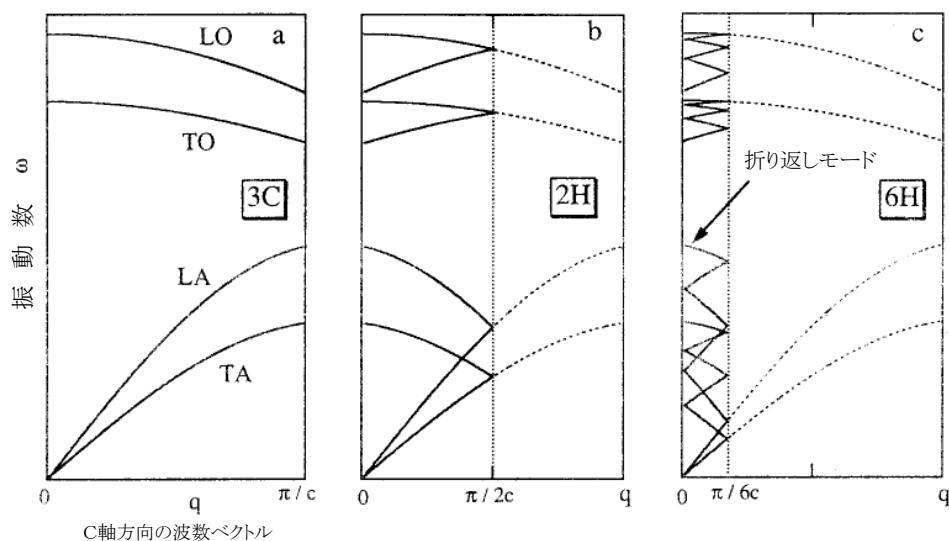 a
LO
TO
3C
LA
TA
振動数 ω
0
q
π / c
C軸方向の波数ベクトル
b
2H
0
π / 2c
q
c
折り返しモード
6H
0
π / 6c
q